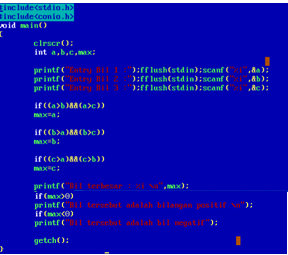 #include<stdio.h>
#include<conio.h>
void main()
{
clrscr();
int a,b,c,max;
printf("Entry Bil 1 :");fflush(stdin);scanf("%i",&a);
printf("Entry Bil 2 :");fflush(stdin);scanf("%i",&b);
printf("Entry Bil 3 :");fflush(stdin);scanf("%i",&c);
if((a>b)&&(a>c))
max=a;
if((b>a)&&(b>c))
max=b;
if((c>a)&&(c>b))
max=c;
printf("Bil terbesar : %i \n",max);
if(max>0)
printf("Bil tersebut adalah bilangan positif \n");
if(max<0)
printf("Bil tersebut adalah bil negatif");
getch();
}